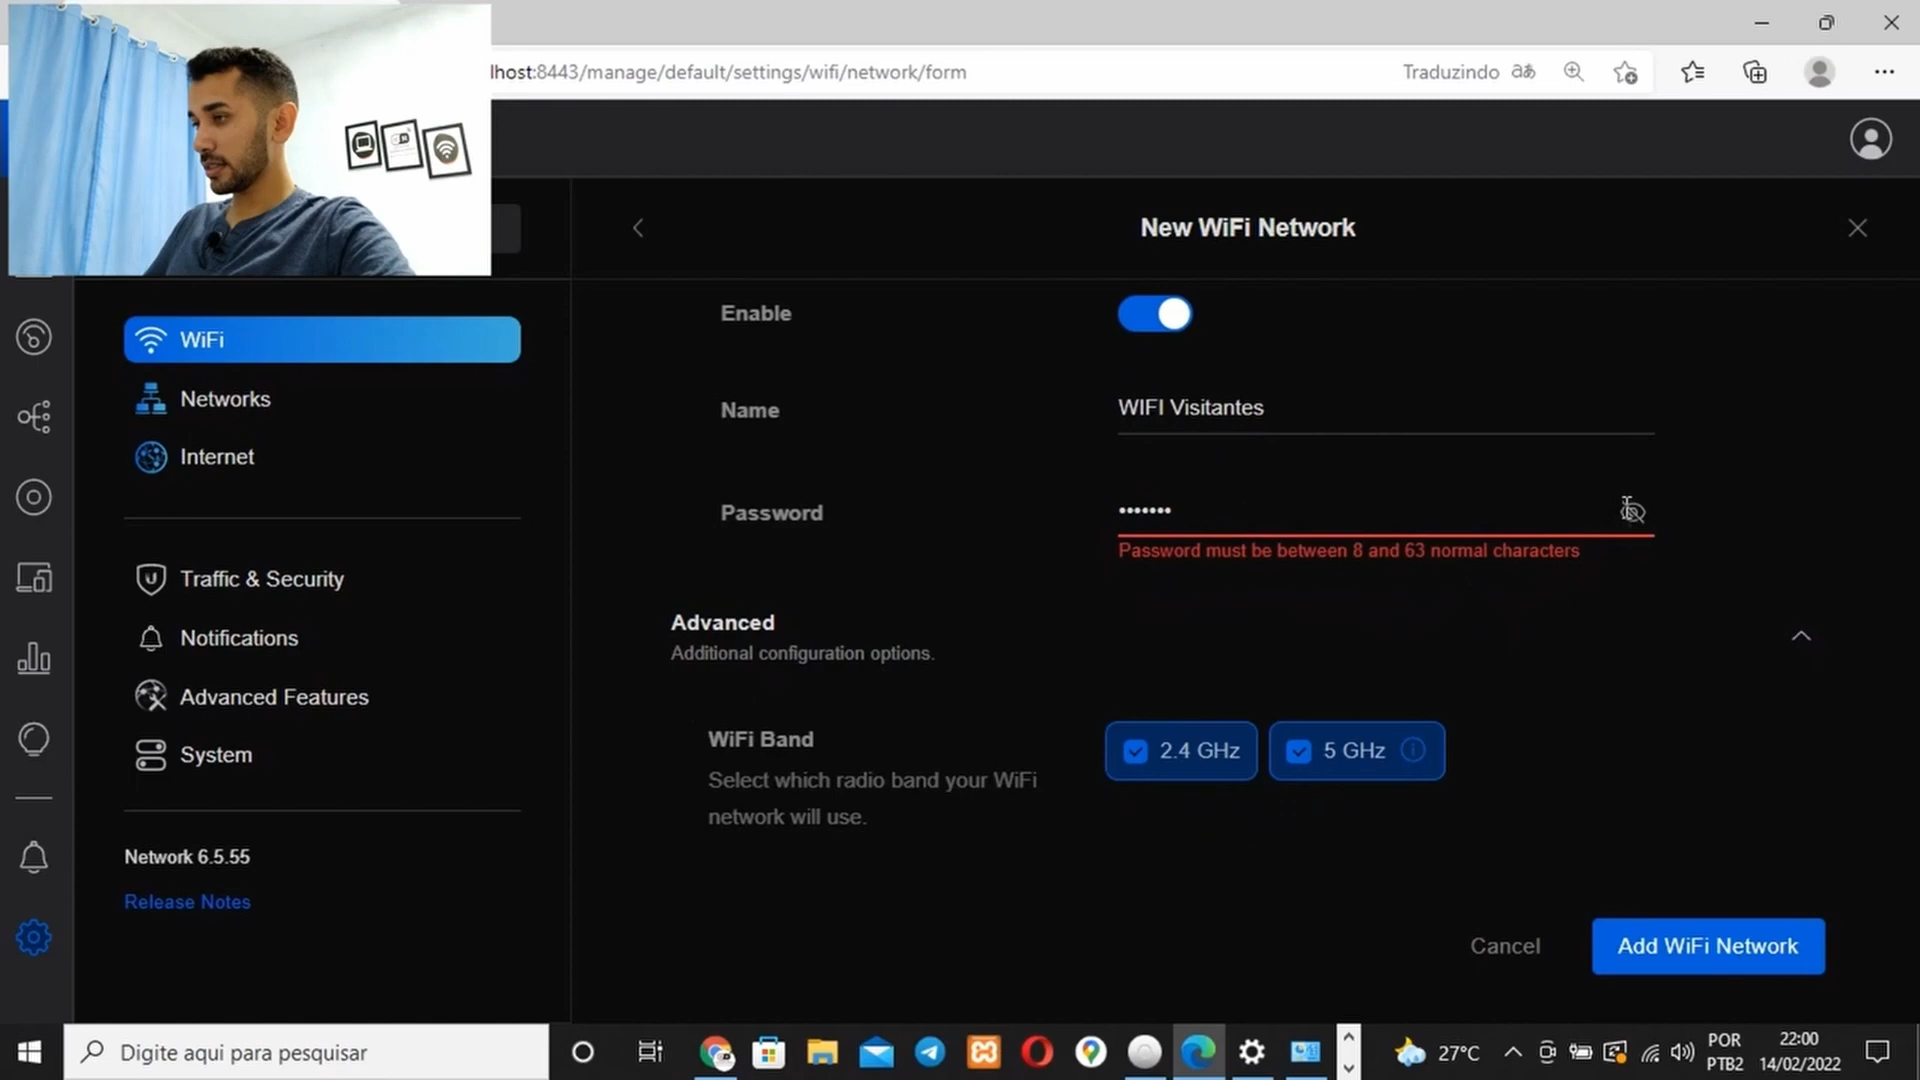 lhost:8443/manage/default/settings/wifi/network/form
Traduzindo
New WiFi Network
WiFi
Networks
Internet
Traffic & Security
Notifications
Advanced Features
System
Network 6.5.55
Release Notes
Enable
Name
WIFI Visitantes
Password
•••••••
Password must be between 8 and 63 normal characters
Advanced
Additional configuration options.
WiFi Band
Select which radio band your WiFi
network will use.
2.4 GHz
5 GHz
Cancel
Add WiFi Network
Digite aqui para pesquisar
27°C
POR
PTB2
22:00
14/02/2022